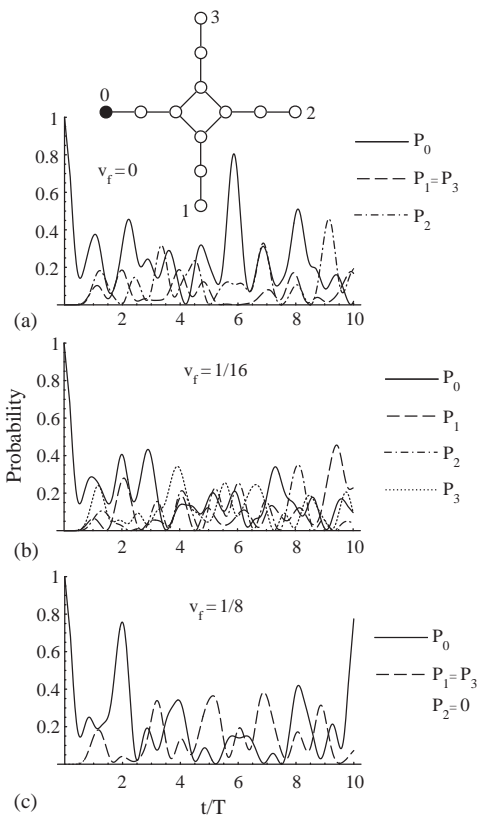 3
0
2
1
1
0.8
0.6
0.4
0.2
v_f = 0
P_0
P_1=P_3
P_2
2 4 6 8 10
(a)
1
0.8
0.6
0.4
0.2
v_f = 1/16
Probability
P_0
P_1
P_2
P_3
2 4 6 8 10
(b)
1
0.8
0.6
0.4
0.2
v_f = 1/8
P_0
P_1=P_3
P_2=0
2 4 6 8 10
(c)
t/T